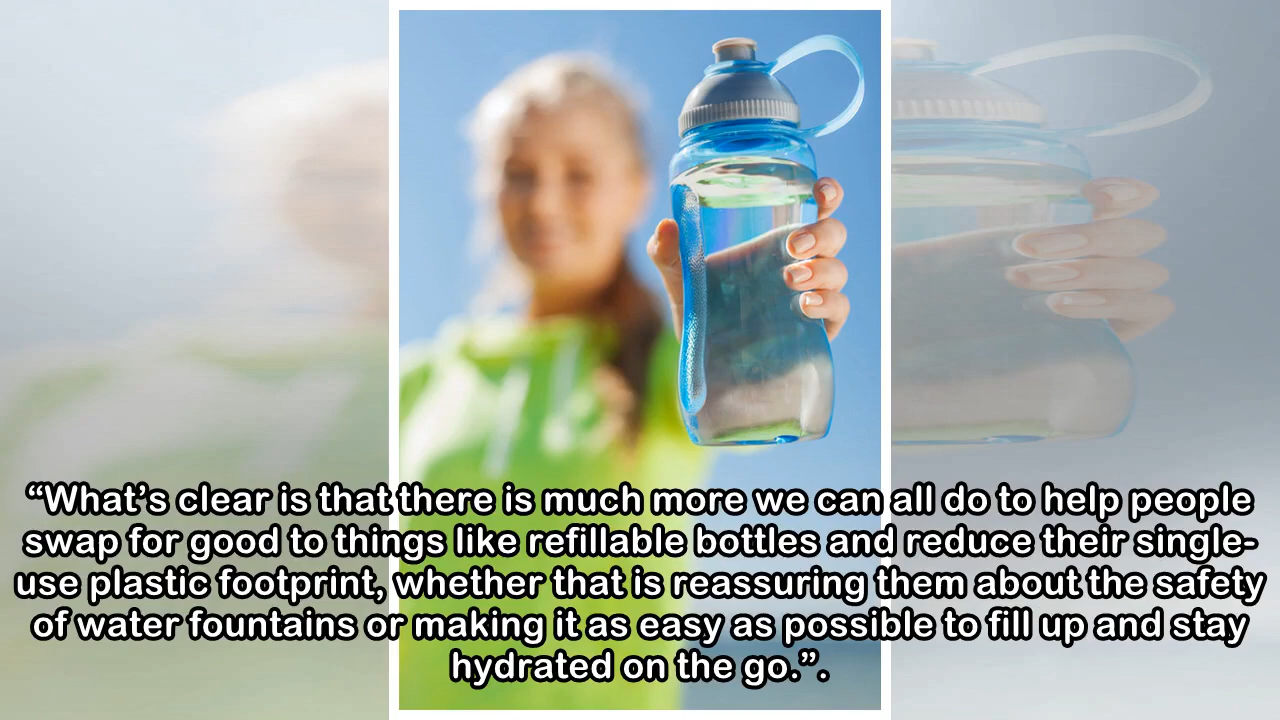 “What’s clear is that there is much more we can all do to help people
swap for good to things like refillable bottles and reduce their single-
use plastic footprint, whether that is reassuring them about the safety
of water fountains or making it as easy as possible to fill up and stay
hydrated on the go.”.